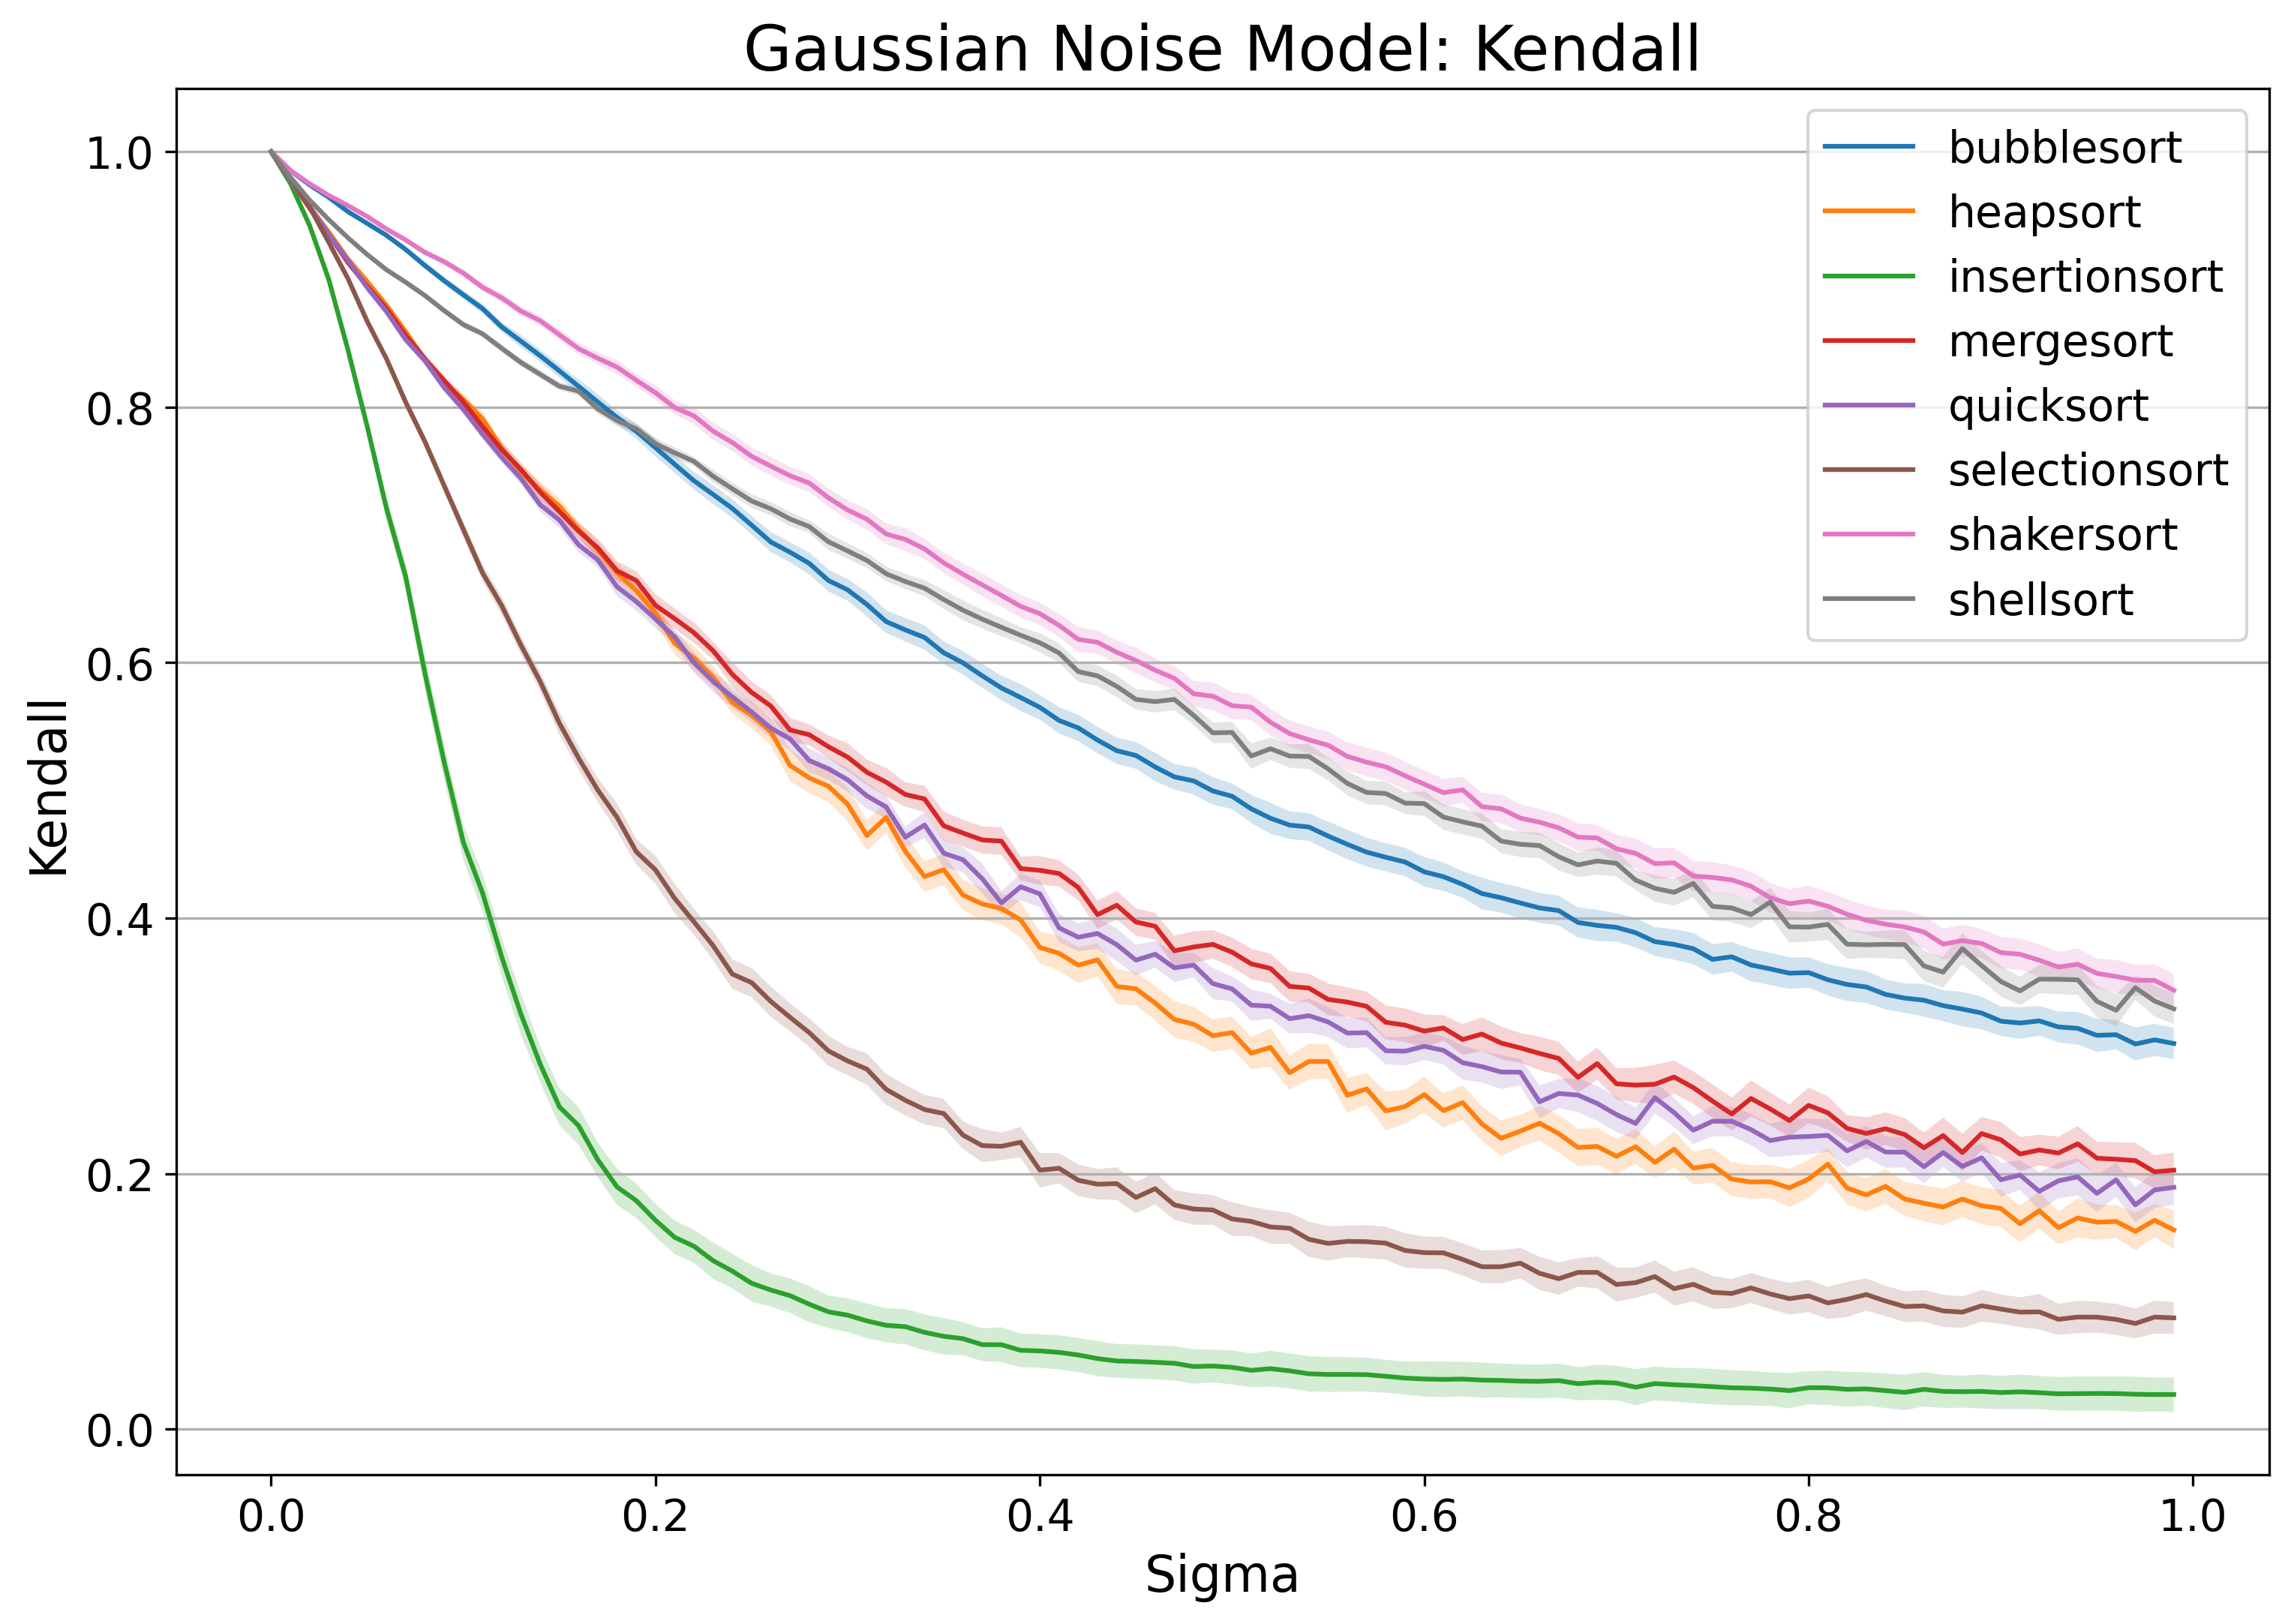 Gaussian Noise Model: Kendall
bubblesort
heapsort
insertionsort
mergesort
quicksort
selectionsort
shakersort
shellsort
Kendall
1.0
0.8
0.6
0.4
0.2
0.0
0.0 0.2 0.4 0.6 0.8 1.0
Sigma